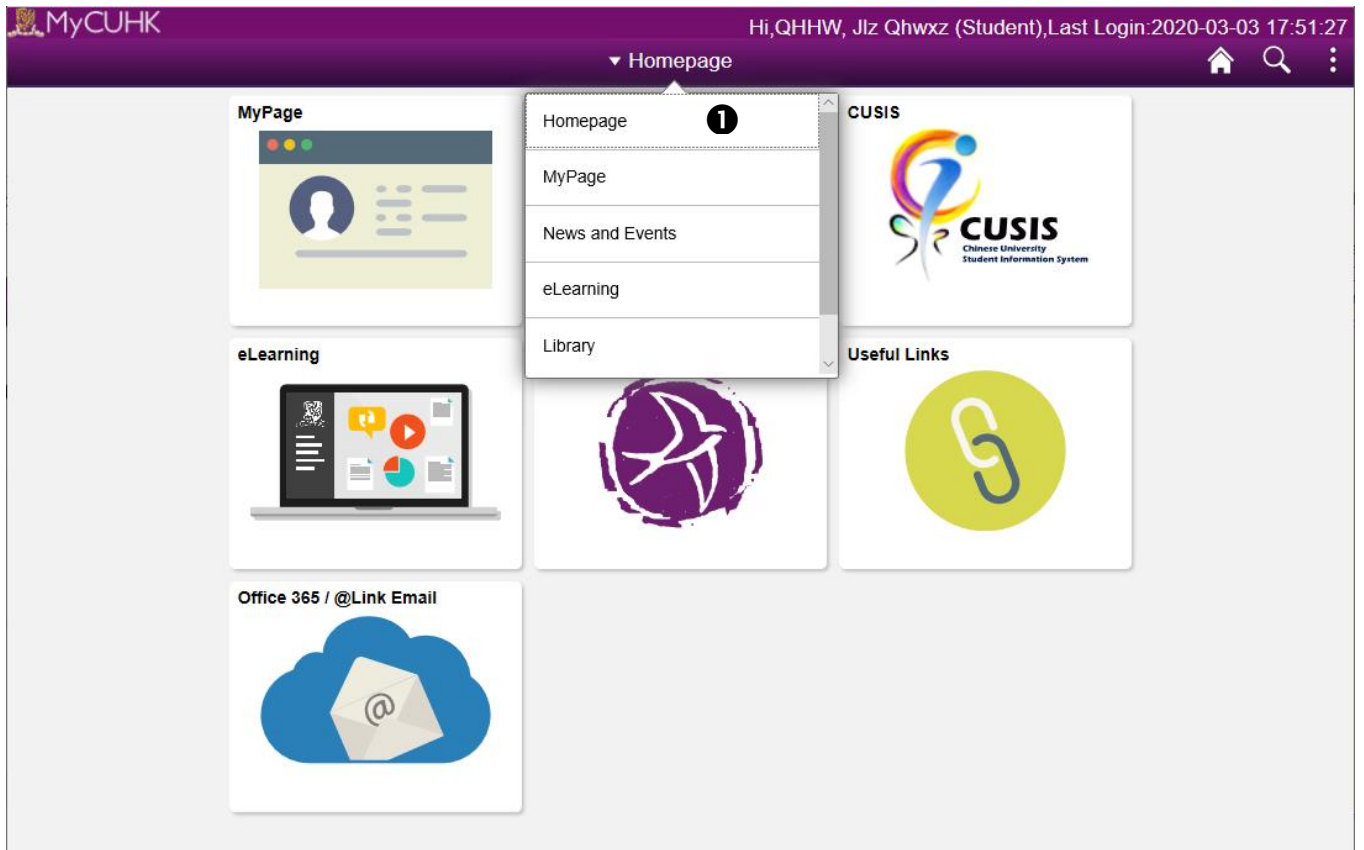 MyCUHK
Hi,QHHW, Jlz Qhwxz (Student),Last Login:2020-03-03 17:51:27
▼ Homepage
MyPage
Homepage
❶
MyPage
News and Events
eLearning
Library
CUSIS
CUSIS
Chinese University
Student Information System
eLearning
Useful Links
Office 365 / @Link Email
@